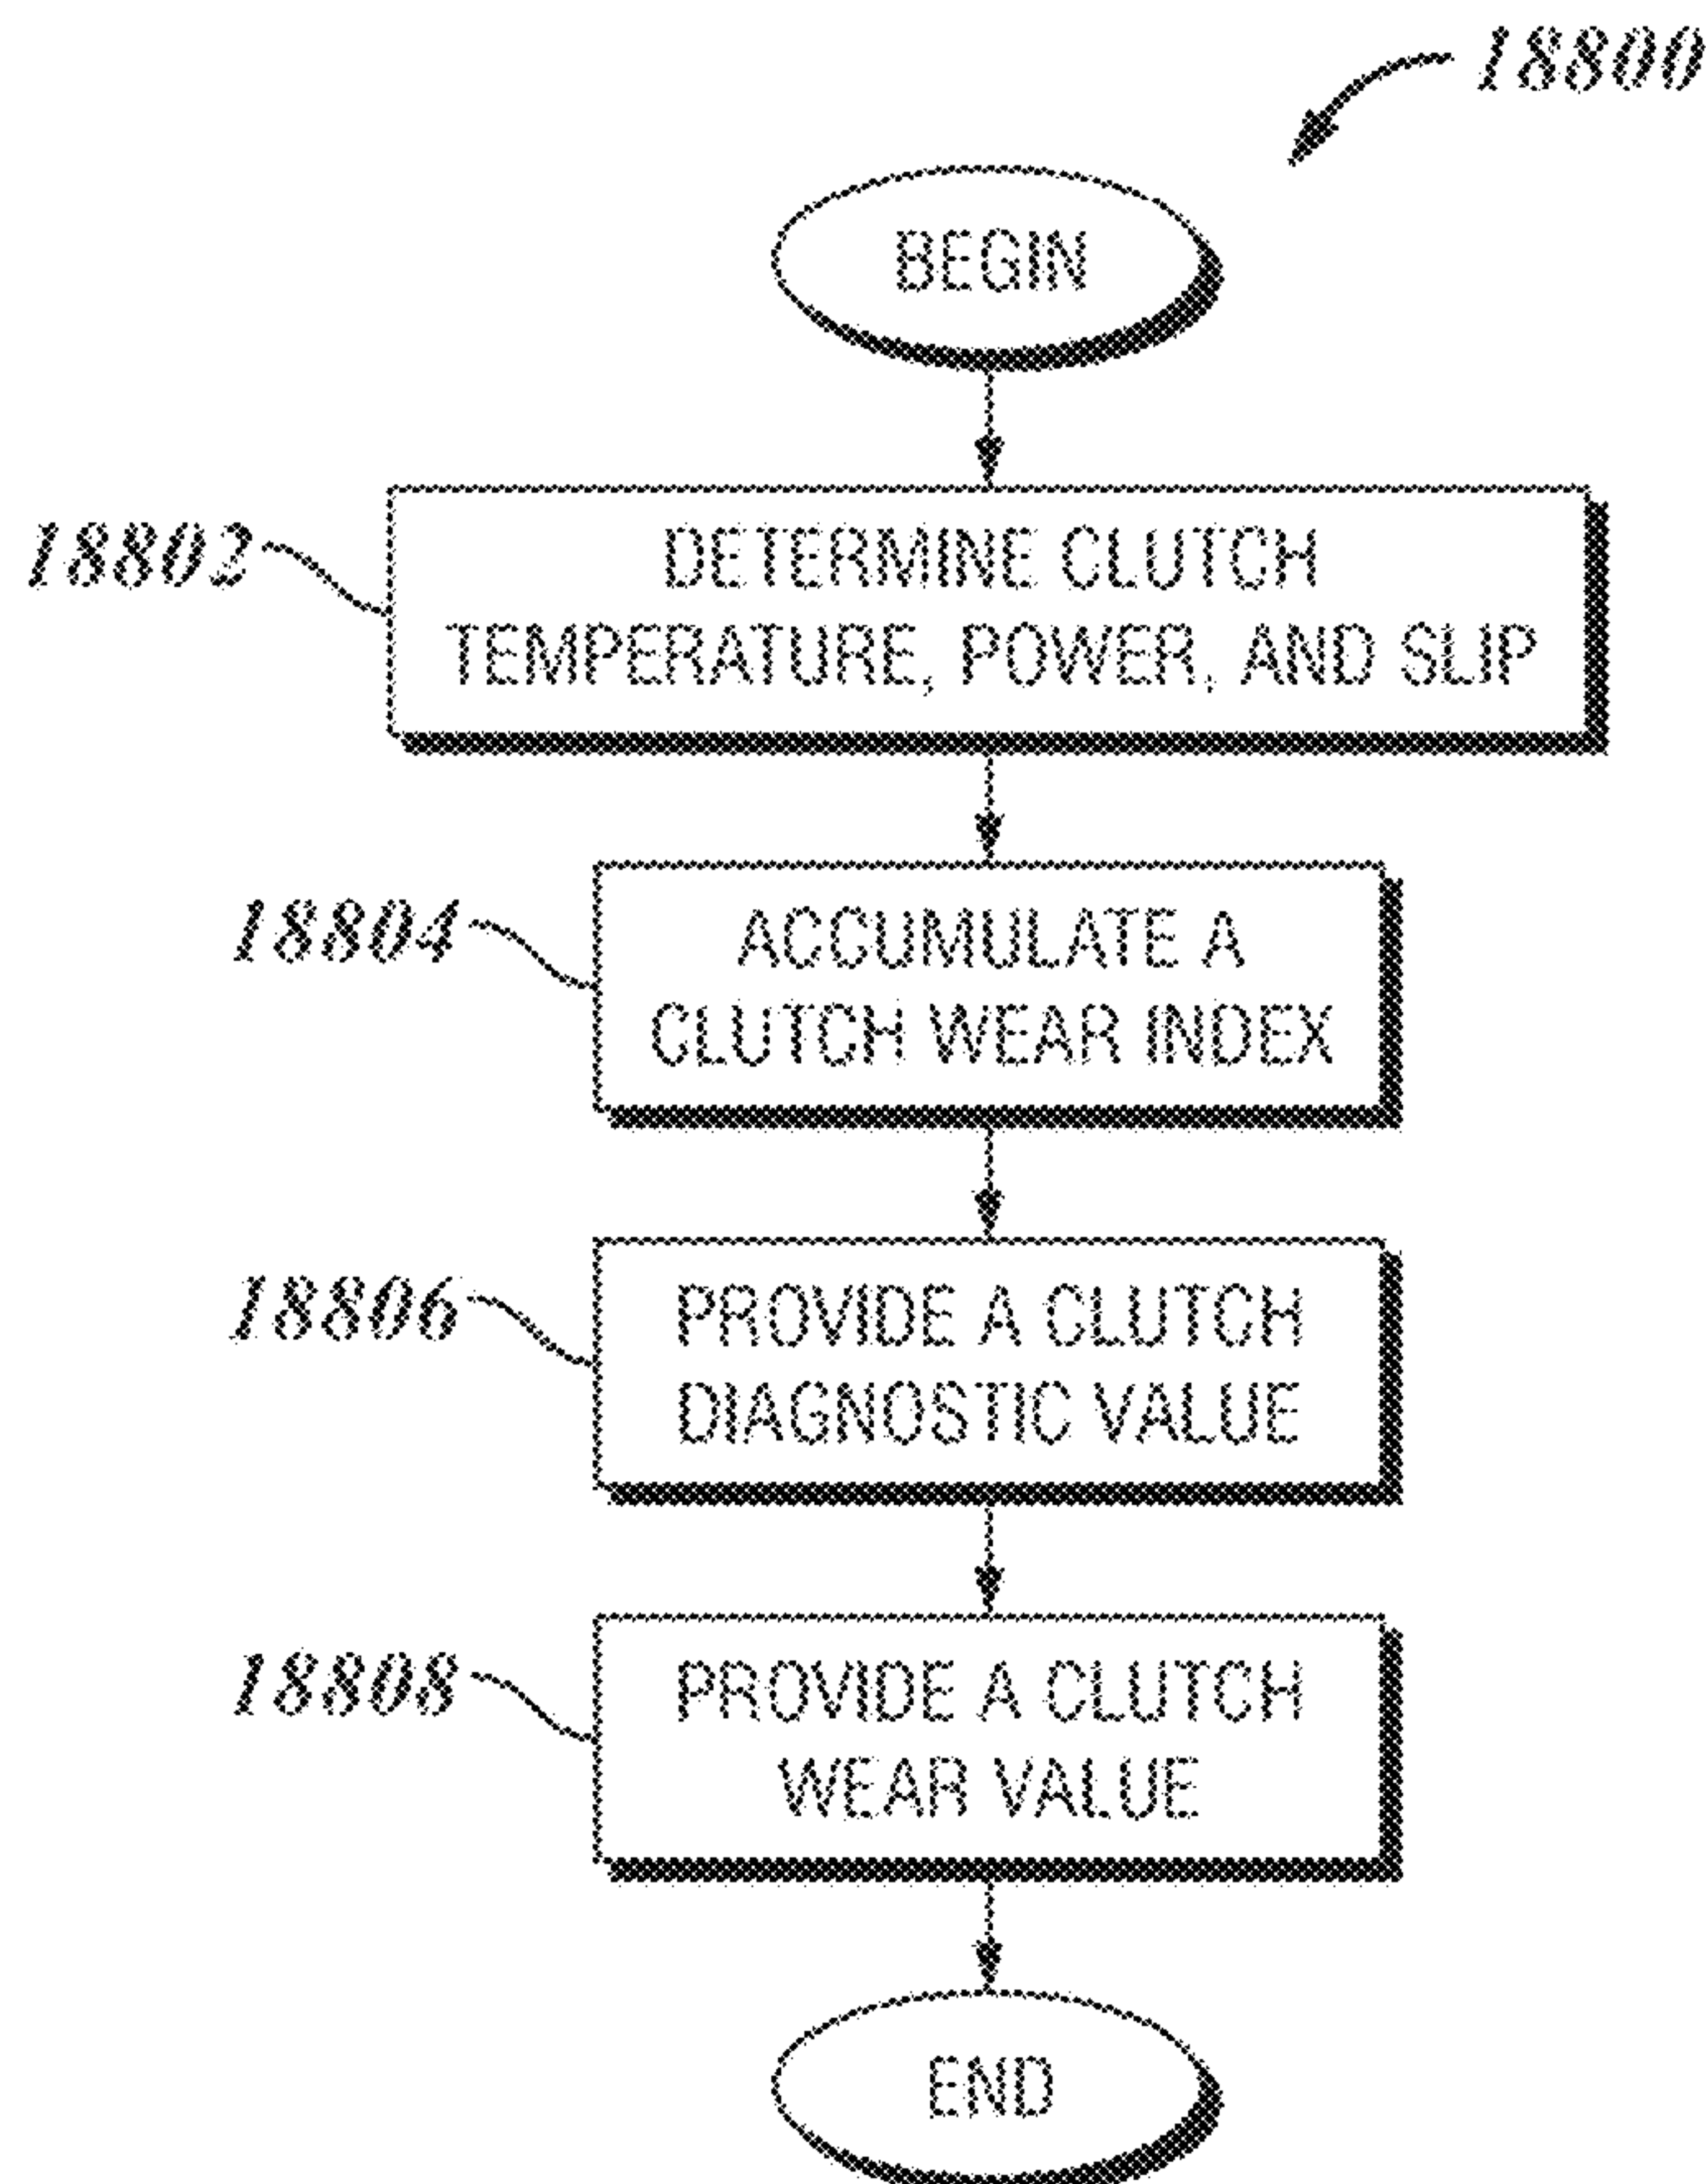 18800
BEGIN
18802
DETERMINE CLUTCH
TEMPERATURE, POWER, AND SLIP
18804
ACCUMULATE A
CLUTCH WEAR INDEX
18806
PROVIDE A CLUTCH
DIAGNOSTIC VALUE
18808
PROVIDE A CLUTCH
WEAR VALUE
END